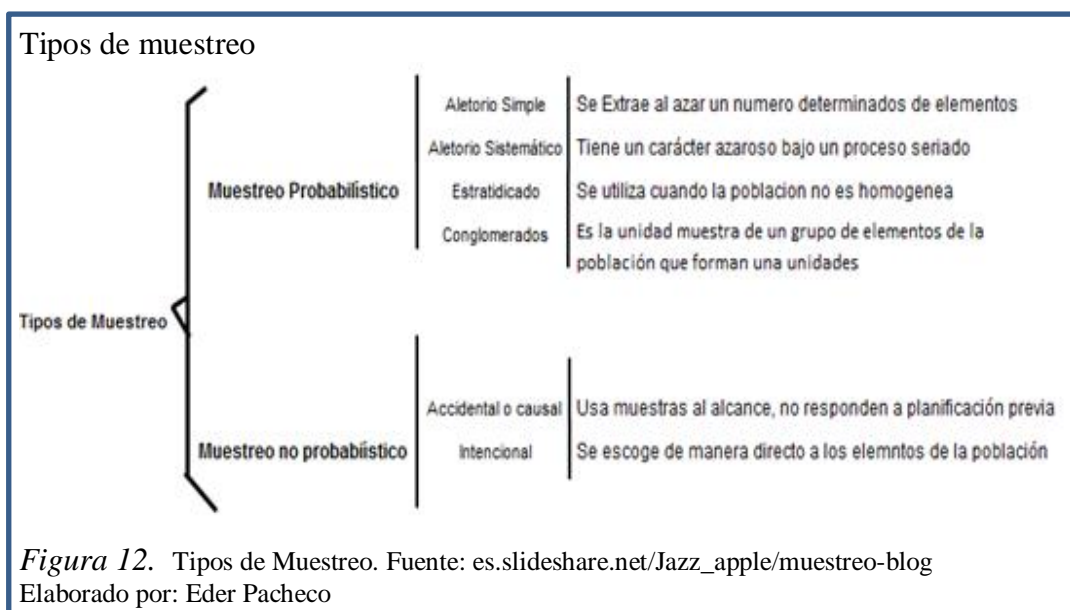 Tipos de muestreo
Aletorio Simple Se Extrae al azar un numero determinados de elementos
Aletorio Sistemático Tiene un carácter azaroso bajo un proceso seriado
Muestreo Probabilístico Estratidicado Se utiliza cuando la poblacion no es homogenea
Conglomerados Es la unidad muestra de un grupo de elementos de la
población que forman una unidades
Tipos de Muestreo
Accidental o causal Usa muestras al alcance, no responden a planificación previa
Muestreo no probabiístico Intencional Se escoge de manera directo a los elemntos de la población
Figura 12. Tipos de Muestreo. Fuente: es.slideshare.net/Jazz_apple/muestreo-blog
Elaborado por: Eder Pacheco